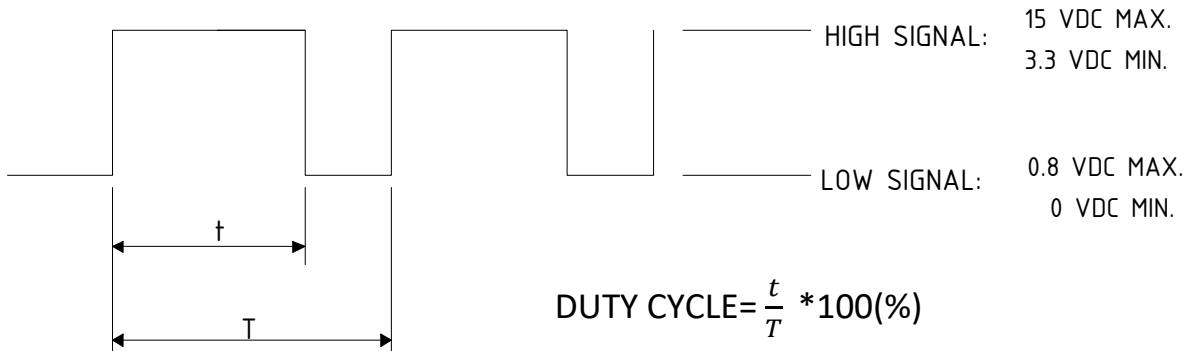 HIGH SIGNAL: 15 VDC MAX.
3.3 VDC MIN.
LOW SIGNAL: 0.8 VDC MAX.
0 VDC MIN.
t
T
DUTY CYCLE= t/T *100(%)